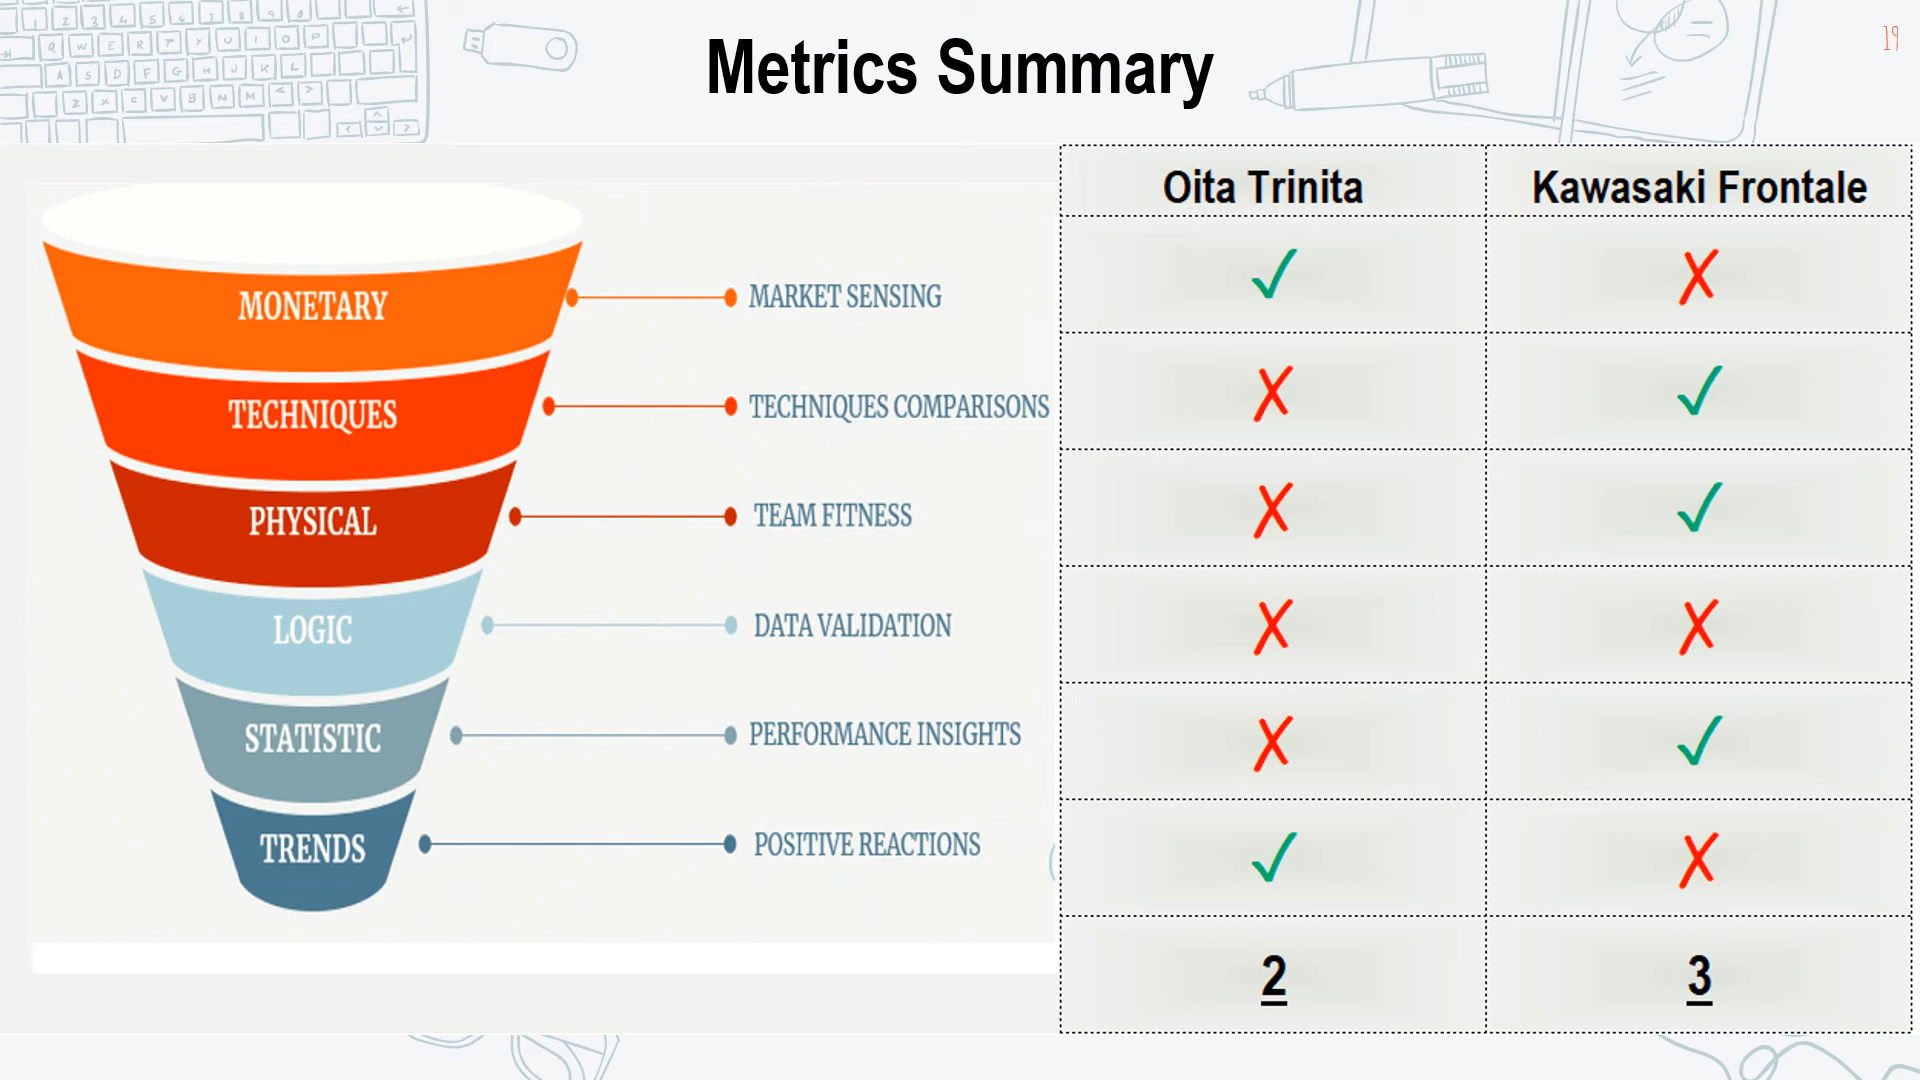 Metrics Summary
19
MONETARY
MARKET SENSING
TECHNIQUES
TECHNIQUES COMPARISONS
PHYSICAL
TEAM FITNESS
LOGIC
DATA VALIDATION
STATISTIC
PERFORMANCE INSIGHTS
TRENDS
POSITIVE REACTIONS
Oita Trinita Kawasaki Frontale
✓ ✗
✗ ✓
✗ ✓
✗ ✗
✗ ✓
✓ ✗
2 3